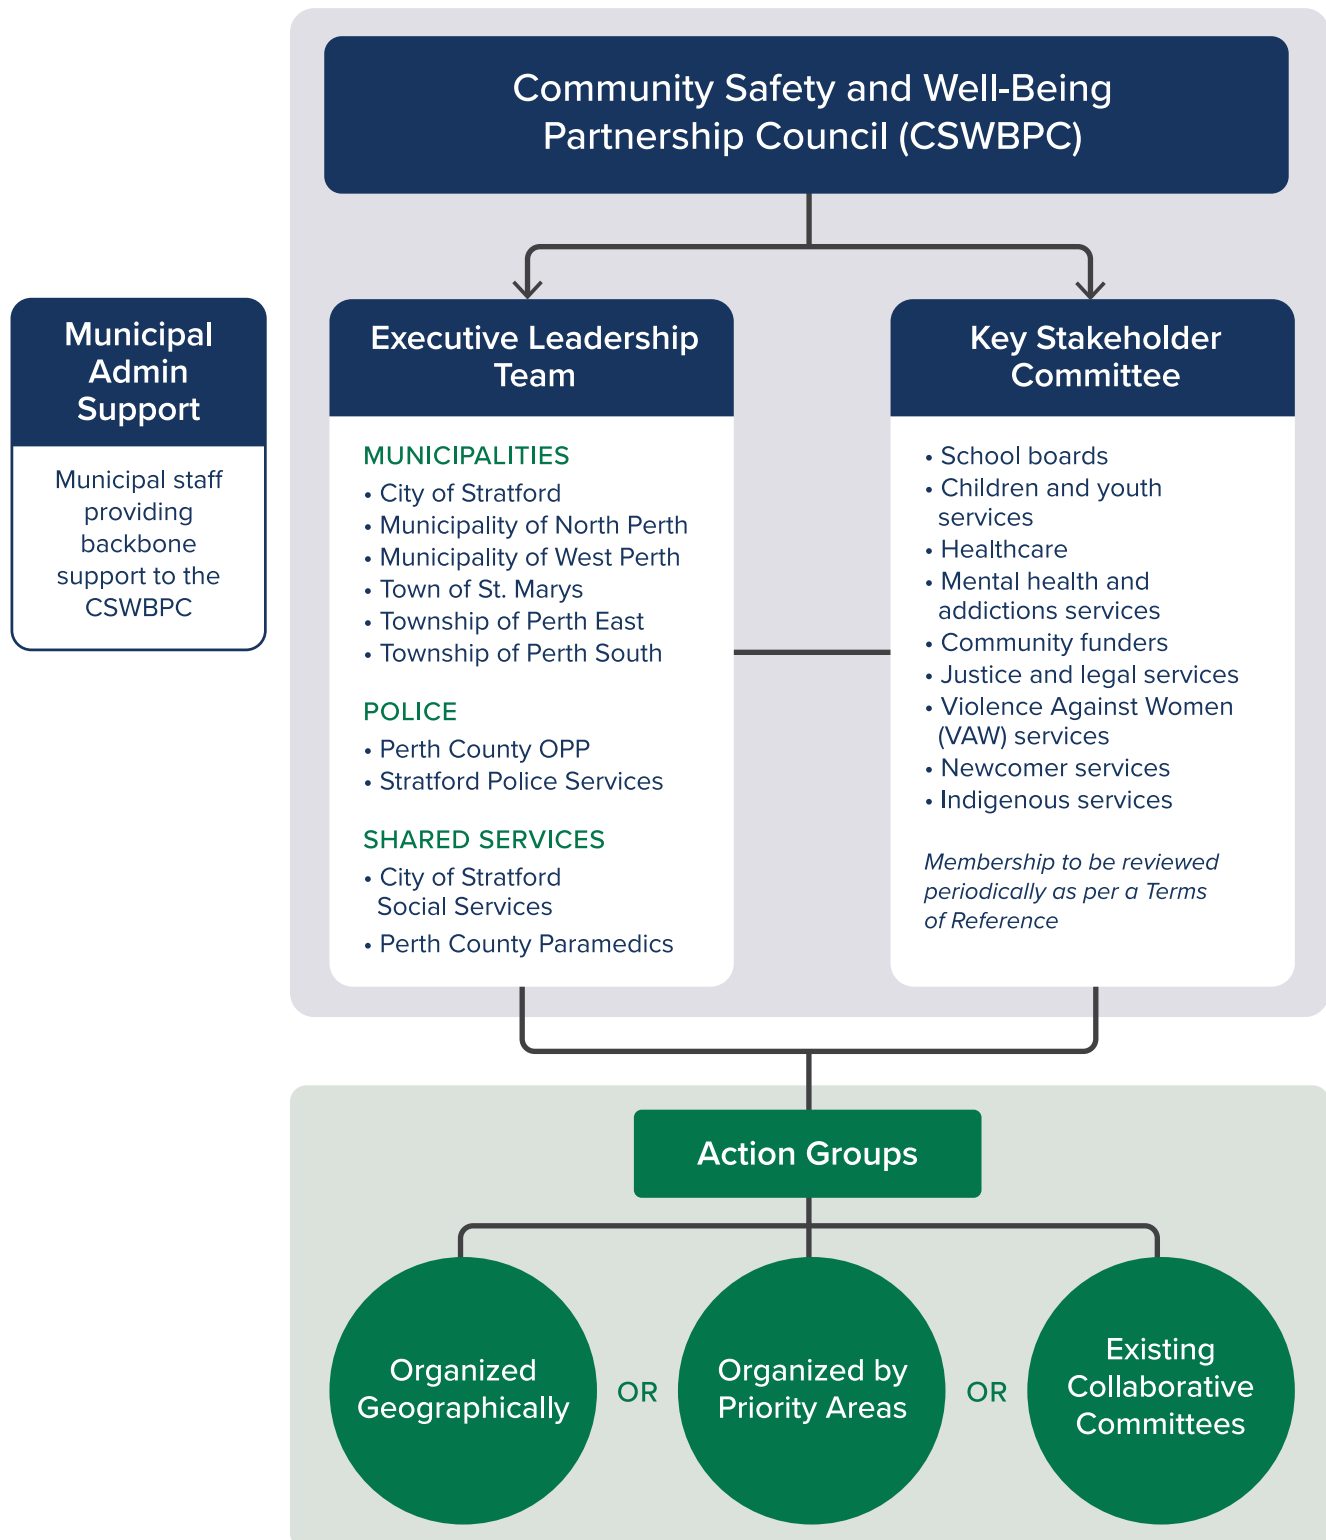 Community Safety and Well-Being
Partnership Council (CSWBPC)
Municipal
Admin
Support
Municipal staff
providing
backbone
support to the
CSWBPC
Executive Leadership
Team
MUNICIPALITIES
• City of Stratford
• Municipality of North Perth
• Municipality of West Perth
• Town of St. Marys
• Township of Perth East
• Township of Perth South
POLICE
• Perth County OPP
• Stratford Police Services
SHARED SERVICES
• City of Stratford
Social Services
• Perth County Paramedics
Key Stakeholder
Committee
• School boards
• Children and youth
services
• Healthcare
• Mental health and
addictions services
• Community funders
• Justice and legal services
• Violence Against Women
(VAW) services
• Newcomer services
• Indigenous services
Membership to be reviewed
periodically as per a Terms
of Reference
Action Groups
Organized
Geographically
OR
Organized by
Priority Areas
OR
Existing
Collaborative
Committees